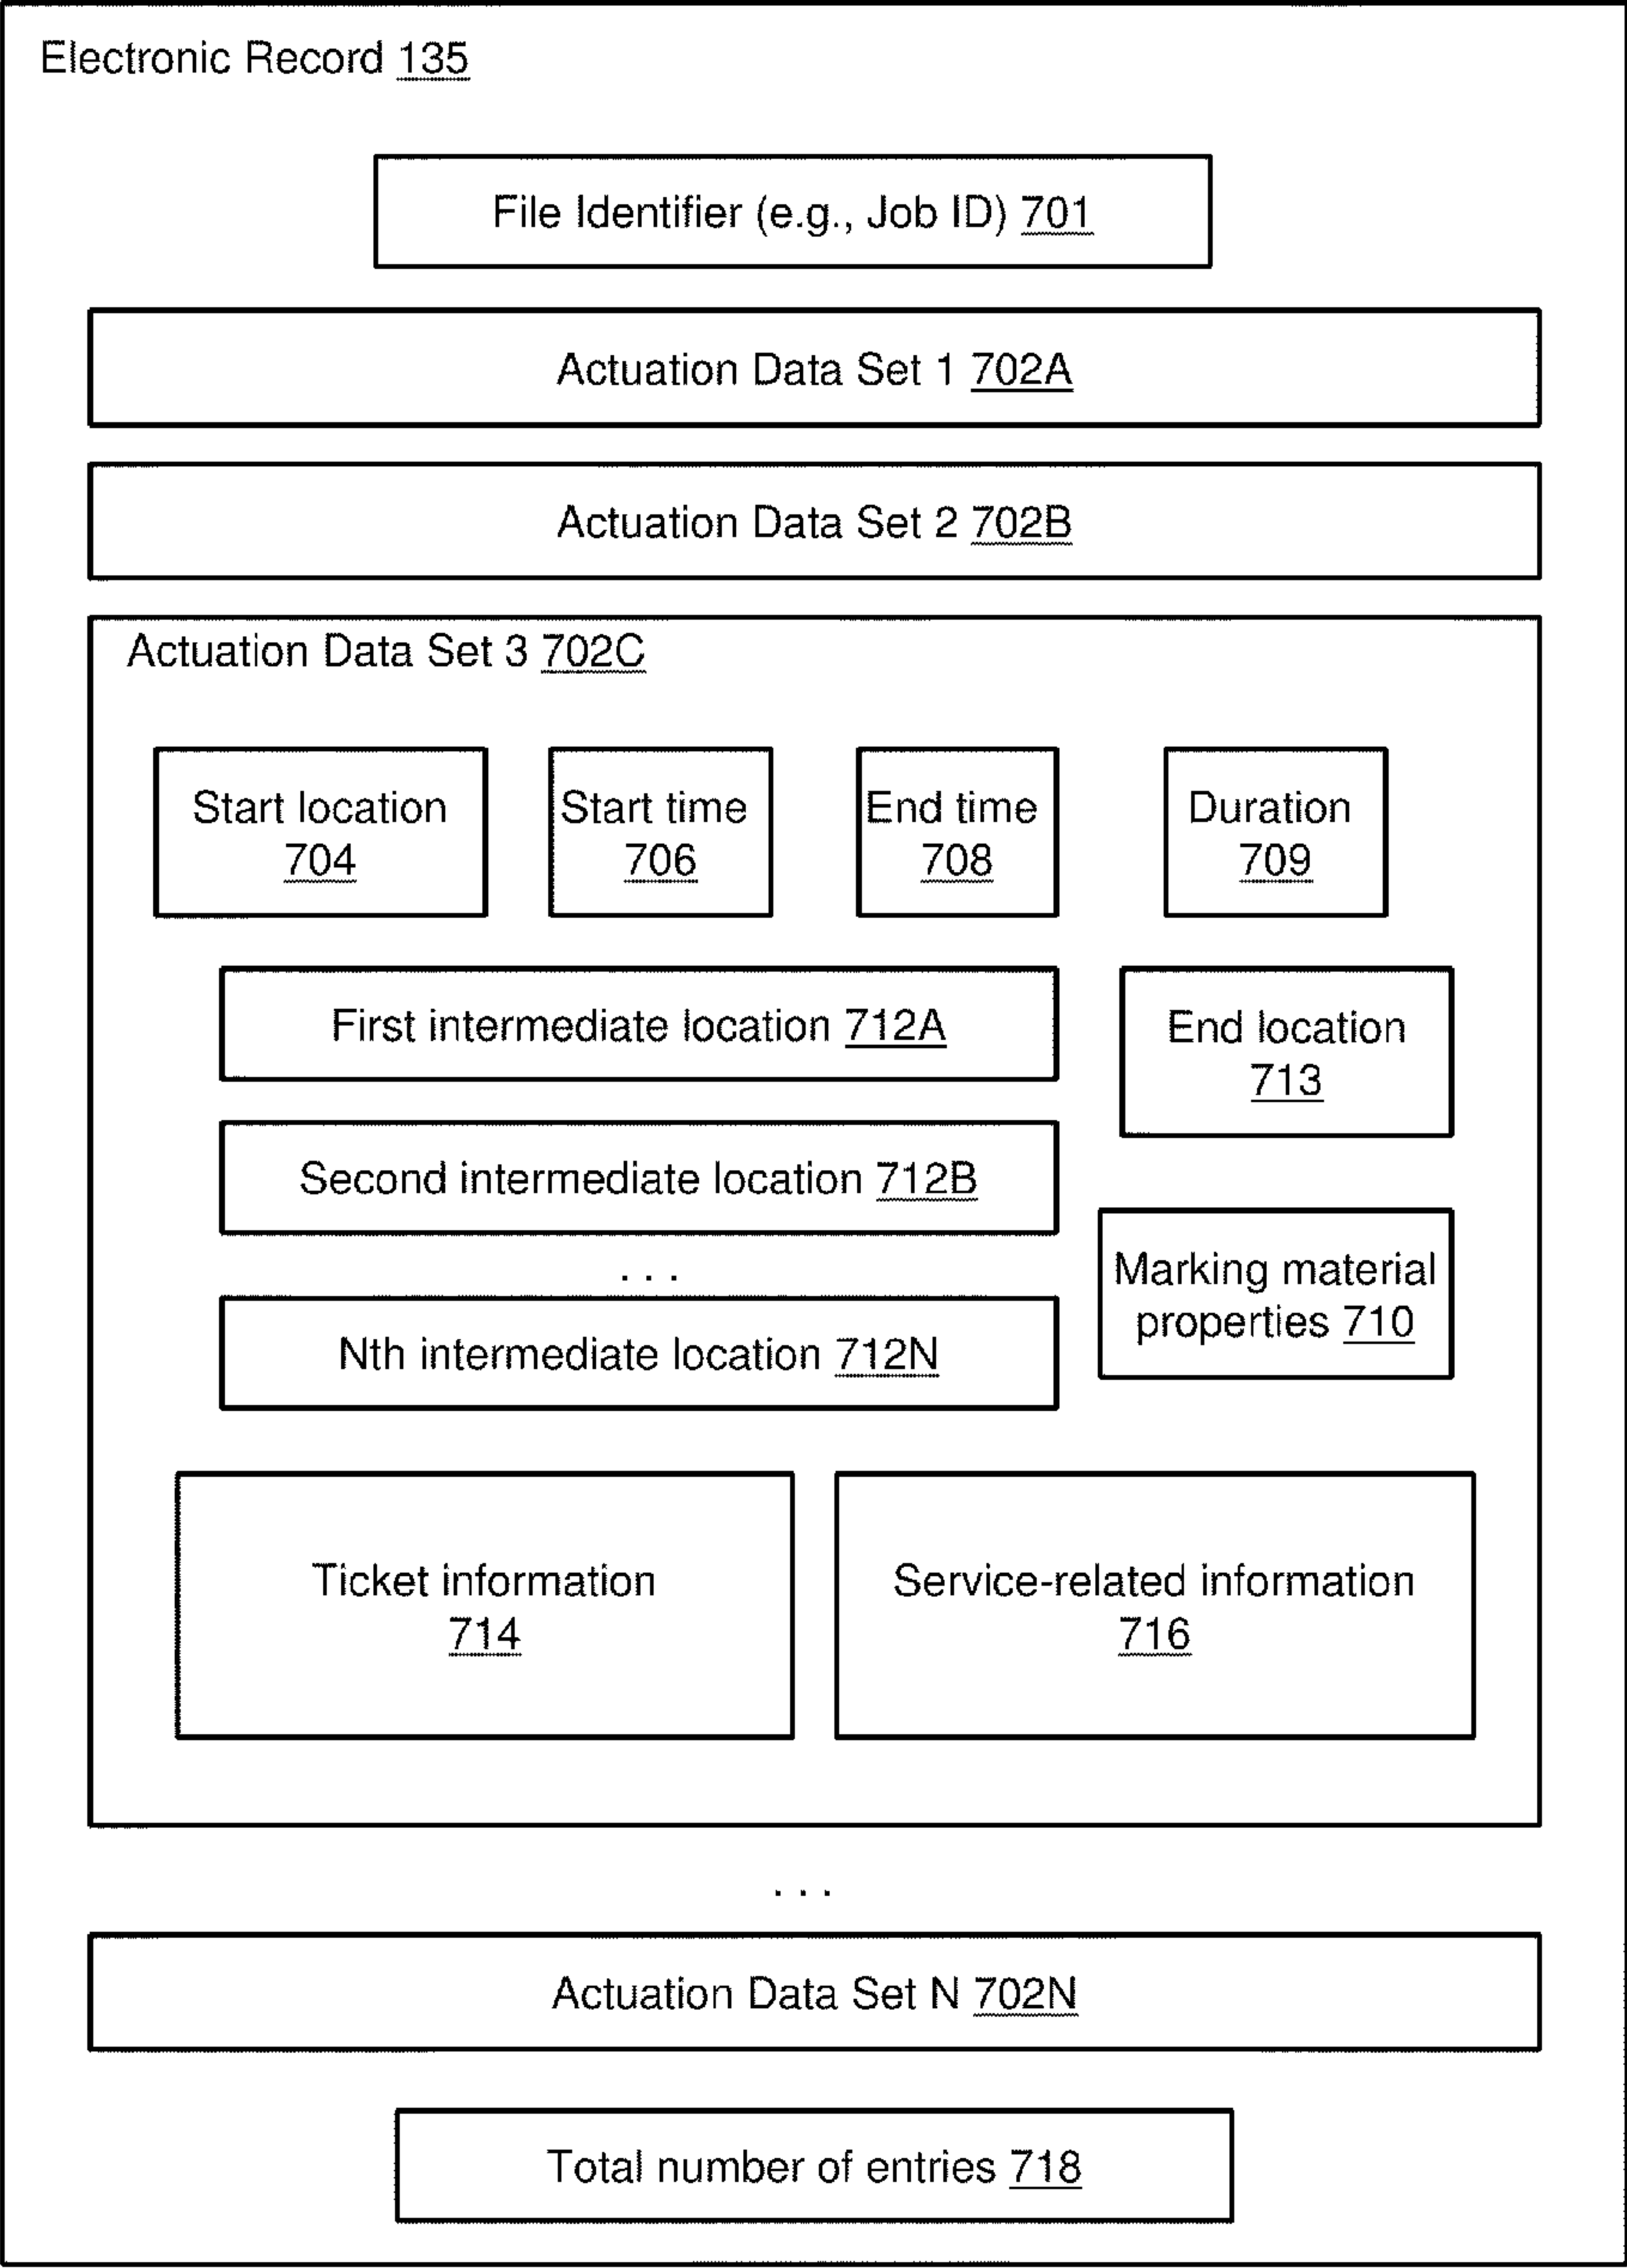 Electronic Record 135
File Identifier (e.g., Job ID) 701
Actuation Data Set 1 702A
Actuation Data Set 2 702B
Actuation Data Set 3 702C
Start location
704
Start time
706
End time
708
Duration
709
First intermediate location 712A
End location
713
Second intermediate location 712B
. . .
Marking material
properties 710
Nth intermediate location 712N
Ticket information
714
Service-related information
716
. . .
Actuation Data Set N 702N
Total number of entries 718